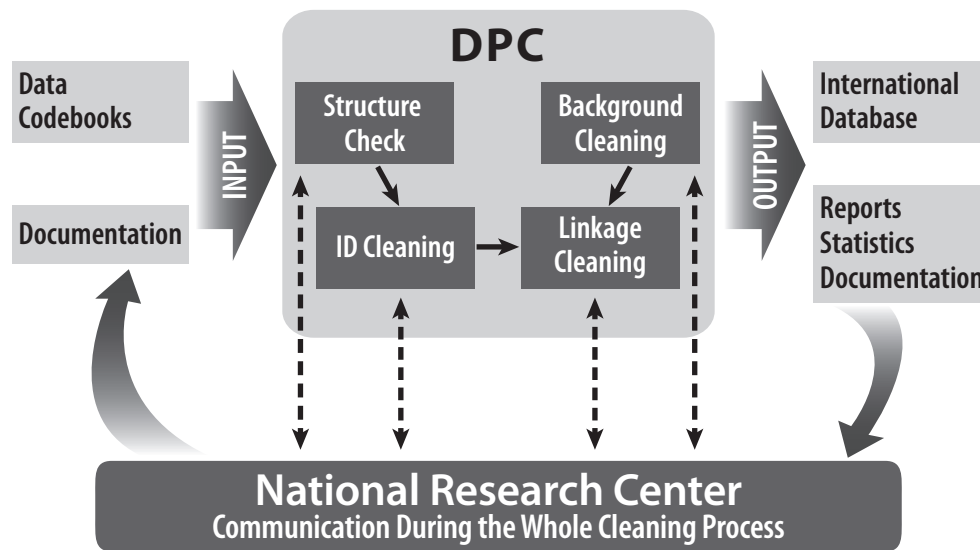 DPC
Data
Codebooks
Documentation
INPUT
Structure
Check
Background
Cleaning
ID Cleaning
Linkage
Cleaning
OUTPUT
International
Database
Reports
Statistics
Documentation
National Research Center
Communication During the Whole Cleaning Process